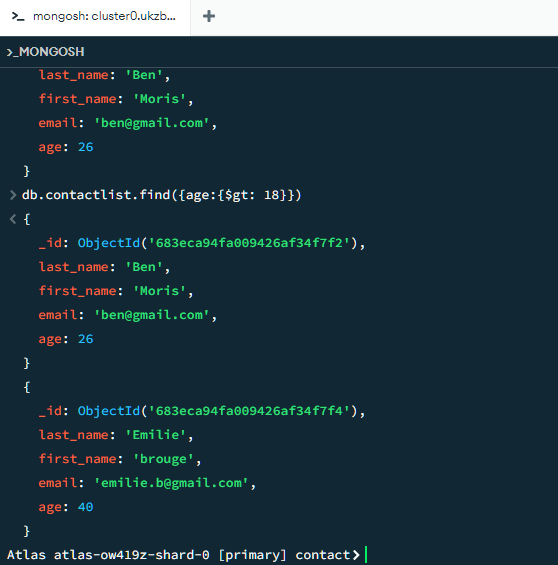 mongosh: cluster0.ukzb...
>_MONGOSH
last_name: 'Ben',
first_name: 'Moris',
email: 'ben@gmail.com',
age: 26
}
> db.contactlist.find({age:{$gt: 18}})
< {
_id: ObjectId('683eca94fa009426af34f7f2'),
last_name: 'Ben',
first_name: 'Moris',
email: 'ben@gmail.com',
age: 26
}
{
_id: ObjectId('683eca94fa009426af34f7f4'),
last_name: 'Emilie',
first_name: 'brouge',
email: 'emilie.b@gmail.com',
age: 40
}
Atlas atlas-ow419z-shard-0 [primary] contact>